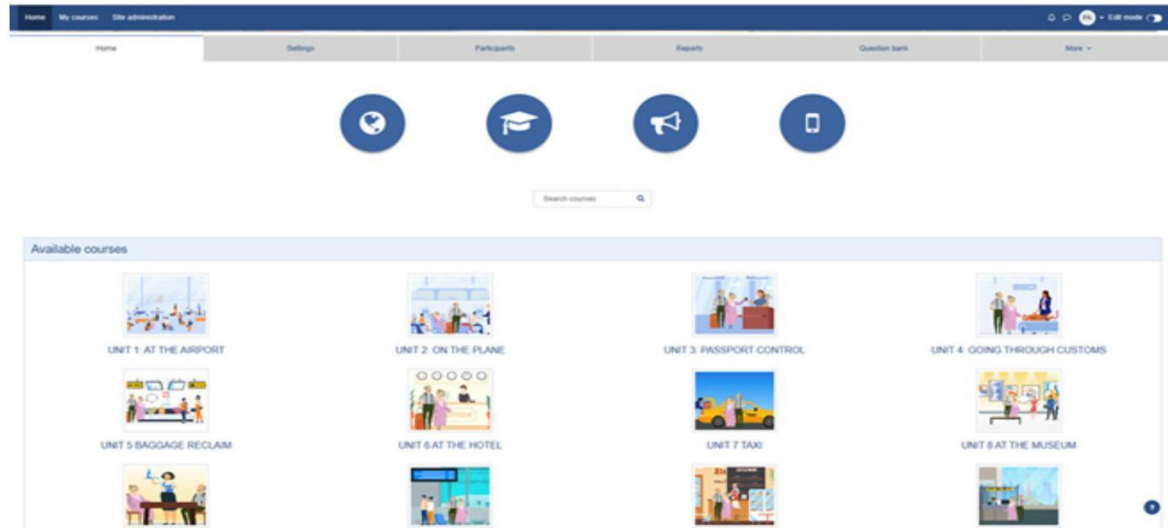 Home My courses Site administration PA Edit mode
Home Settings Participants Reports Question bank More
Search courses
Available courses
UNIT 1: AT THE AIRPORT UNIT 2: ON THE PLANE UNIT 3: PASSPORT CONTROL UNIT 4: GOING THROUGH CUSTOMS
UNIT 5 BAGGAGE RECLAIM UNIT 6 AT THE HOTEL UNIT 7 TAXI UNIT 8 AT THE MUSEUM